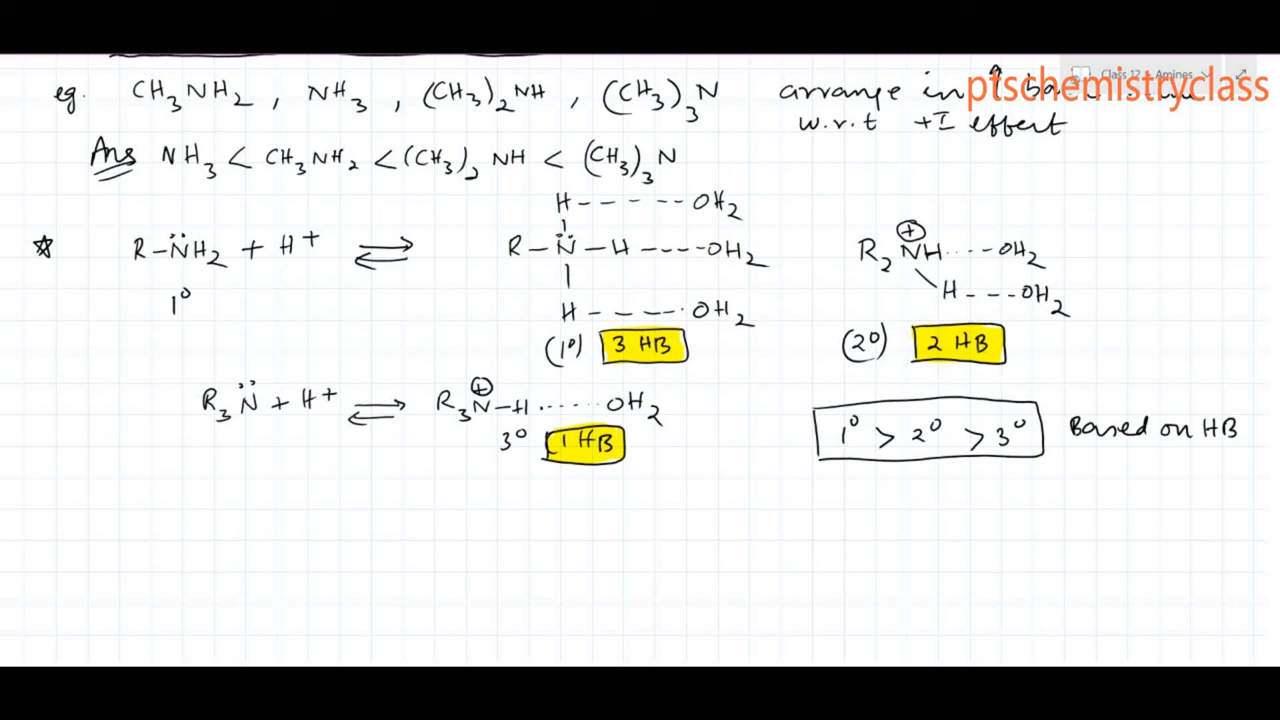 Class 12 - Amines
ptschemistryclass
eg. CH₃NH₂ , NH₃ , (CH₃)₂NH , (CH₃)₃N arrange in ↑
w.r.t +I effect
Ans NH₃ < CH₃NH₂ < (CH₃)₂NH < (CH₃)₃N
H------OH₂
R-N̈H₂ + H+ ⇌ R-N̈-H----OH₂
H-----OH₂
R₂N⊕H·····OH₂
H---OH₂
1°
(1°) 3 HB
(2°) 2 HB
R₃N̈ + H+ ⇌ R₃N⊕-H······OH₂
3° 1 HB
1° > 2° > 3° Based on HB